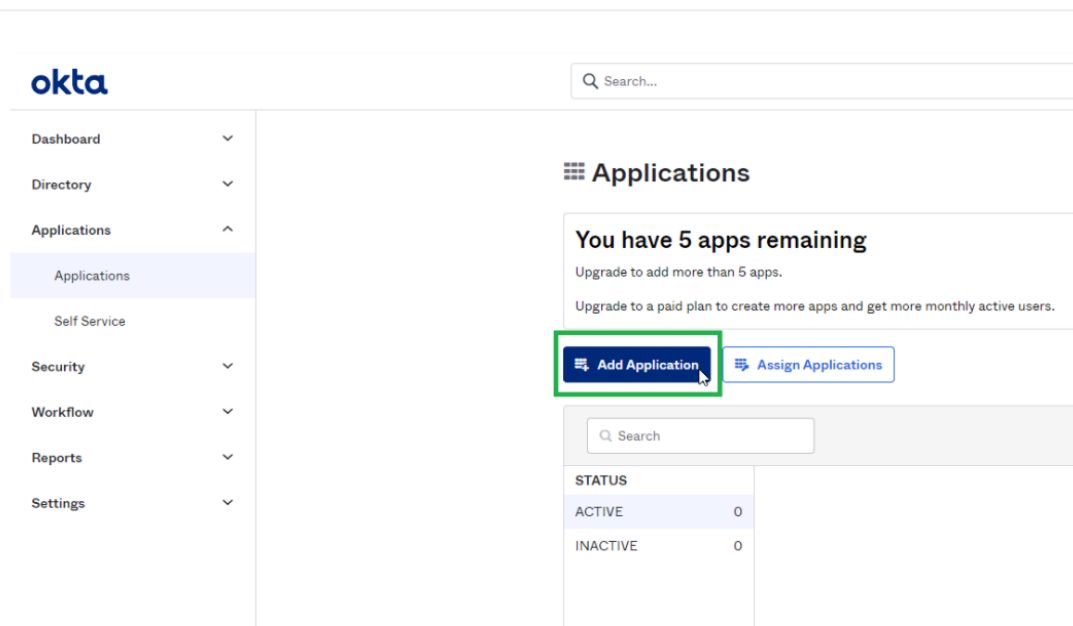 okta
Search...
Dashboard
Directory
Applications
Applications
Self Service
Security
Workflow
Reports
Settings
Applications
You have 5 apps remaining
Upgrade to add more than 5 apps.
Upgrade to a paid plan to create more apps and get more monthly active users.
Add Application
Assign Applications
Search
STATUS
ACTIVE 0
INACTIVE 0